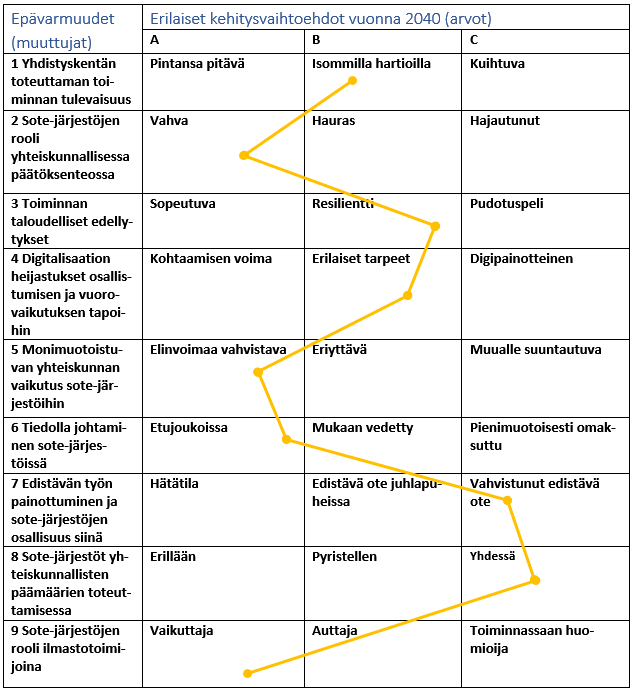 Epävarmuudet
(muuttujat)
Erilaiset kehitysvaihtoehdot vuonna 2040 (arvot)
A
B
C
1 Yhdistyskentän
toteuttaman toi-
minnan tulevaisuus
Pintansa pitävä
Isommilla hartioilla
Kuihtuva
2 Sote-järjestöjen
rooli
yhteiskunnallisessa
päätöksenteossa
Vahva
Hauras
Hajautunut
3 Toiminnan
taloudelliset edelly-
tykset
Sopeutuva
Resilientti
Pudotuspeli
4 Digitalisaation
heijastukset osallis-
tumisen ja vuoro-
vaikutuksen tapoi-
hin
Kohtaamisen voima
Erilaiset tarpeet
Digipainotteinen
5 Monimuotoistu-
van yhteiskunnan
vaikutus sote-jär-
jestöihin
Elinvoimaa vahvistava
Eriyttävä
Muualle suuntautuva
6 Tiedolla johtami-
nen sote-järjes-
töissä
Etujoukoissa
Mukaan vedetty
Pienimuotoisesti omak-
suttu
7 Edistävän työn
painottuminen ja
sote-järjestöjen
osallisuus siinä
Hätätila
Edistävä ote juhlapu-
heissa
Vahvistunut edistävä
ote
8 Sote-järjestöt yh-
teiskunnallisten
päämäärien toteut-
tamisessa
Erillään
Pyristellen
Yhdessä
9 Sote-järjestöjen
rooli ilmastotoimi-
joina
Vaikuttaja
Auttaja
Toiminnassaan huo-
mioija